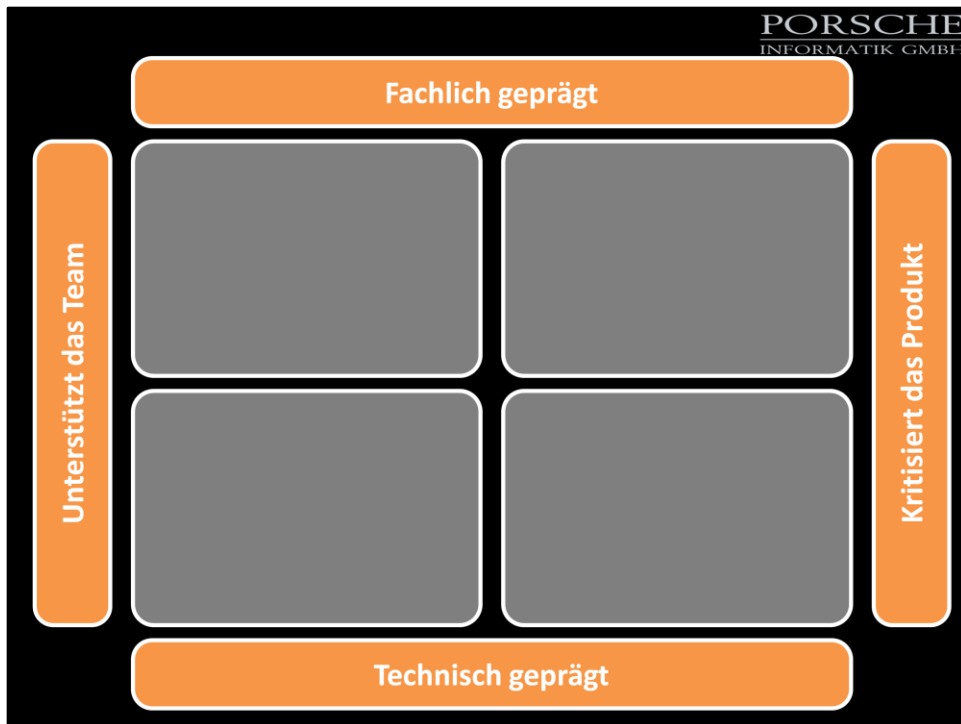 PORSCHE
INFORMATIK GMBH
Fachlich geprägt
Unterstützt das Team
Kritisiert das Produkt
Technisch geprägt